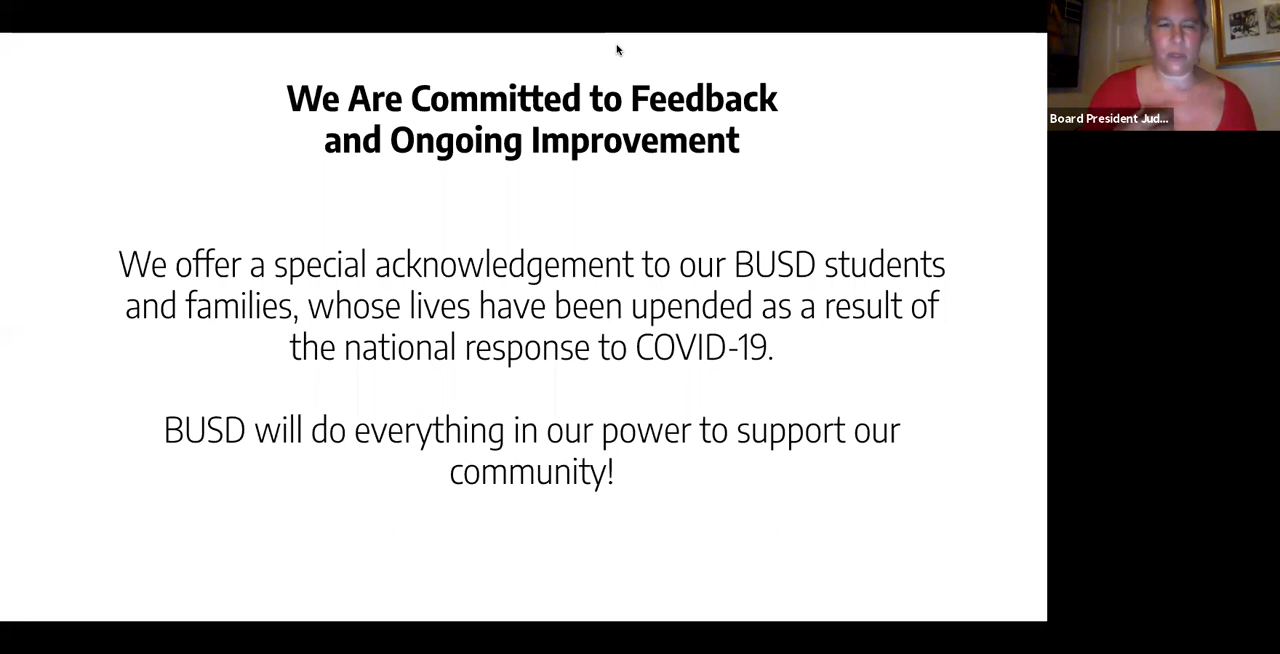 We Are Committed to Feedback
and Ongoing Improvement
We offer a special acknowledgement to our BUSD students
and families, whose lives have been upended as a result of
the national response to COVID-19.
BUSD will do everything in our power to support our
community!
Board President Jud...